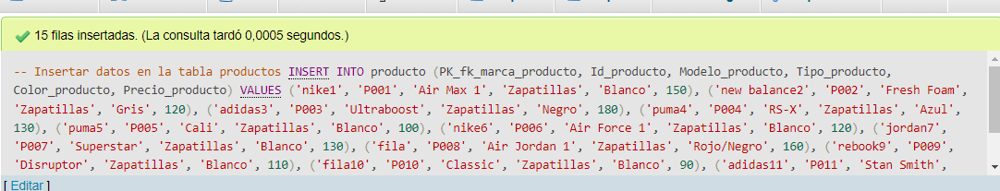 15 filas insertadas. (La consulta tardó 0,0005 segundos.)
-- Insertar datos en la tabla productos INSERT INTO producto (PK_fk_marca_producto, Id_producto, Modelo_producto, Tipo_producto,
Color_producto, Precio_producto) VALUES ('nike1', 'P001', 'Air Max 1', 'Zapatillas', 'Blanco', 150), ('new balance2', 'P002', 'Fresh Foam',
'Zapatillas', 'Gris', 120), ('adidas3', 'P003', 'Ultraboost', 'Zapatillas', 'Negro', 180), ('puma4', 'P004', 'RS-X', 'Zapatillas', 'Azul',
130), ('puma5', 'P005', 'Cali', 'Zapatillas', 'Blanco', 100), ('nike6', 'P006', 'Air Force 1', 'Zapatillas', 'Blanco', 120), ('jordan7',
'P007', 'Superstar', 'Zapatillas', 'Blanco', 130), ('fila', 'P008', 'Air Jordan 1', 'Zapatillas', 'Rojo/Negro', 160), ('rebook9', 'P009',
'Disruptor', 'Zapatillas', 'Blanco', 110), ('fila10', 'P010', 'Classic', 'Zapatillas', 'Blanco', 90), ('adidas11', 'P011', 'Stan Smith',
[ Editar ]